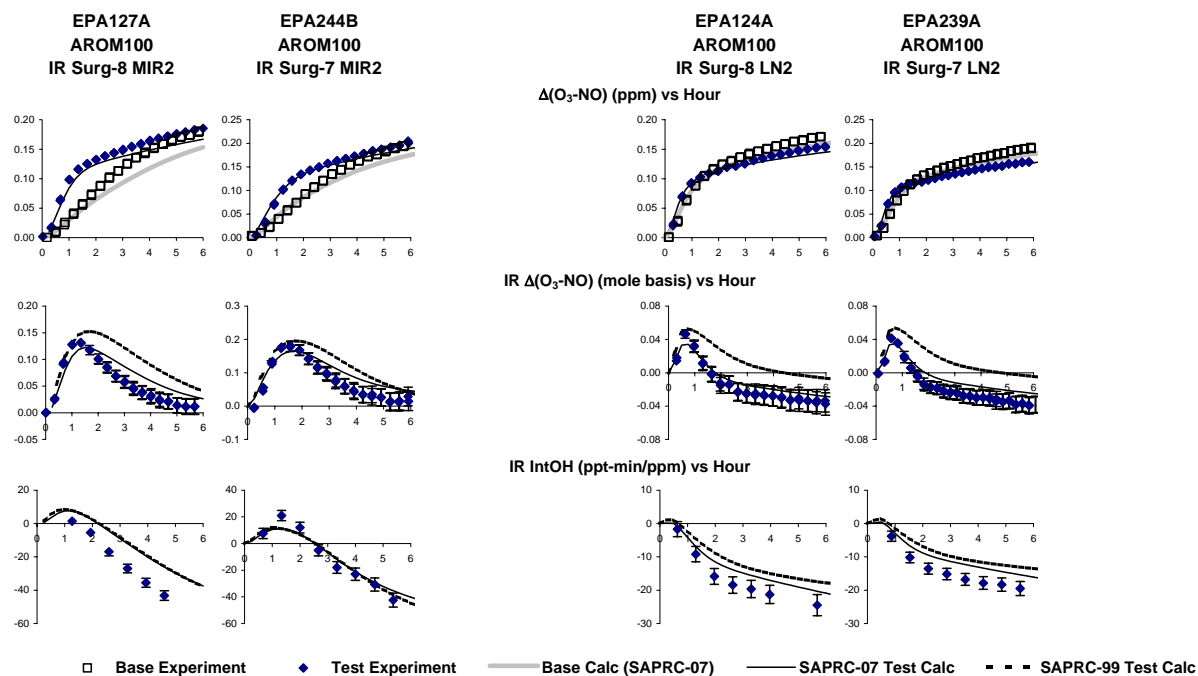 EPA127A
AROM100
IR Surg-8 MIR2
EPA244B
AROM100
IR Surg-7 MIR2
EPA124A
AROM100
IR Surg-8 LN2
EPA239A
AROM100
IR Surg-7 LN2
Δ(O₃-NO) (ppm) vs Hour
0.20
0.15
0.10
0.05
0.00
0 1 2 3 4 5 6
0.25
0.20
0.15
0.10
0.05
0.00
0 1 2 3 4 5 6
0.20
0.15
0.10
0.05
0.00
0 1 2 3 4 5 6
0.25
0.20
0.15
0.10
0.05
0.00
0 1 2 3 4 5 6
IR Δ(O₃-NO) (mole basis) vs Hour
0.20
0.15
0.10
0.05
0.00
-0.05
0 1 2 3 4 5 6
0.3
0.2
0.1
0.0
-0.1
0 1 2 3 4 5 6
0.08
0.04
0.00
-0.04
-0.08
0 1 2 3 4 5 6
0.08
0.04
0.00
-0.04
-0.08
0 1 2 3 4 5 6
IR IntOH (ppt-min/ppm) vs Hour
20
0
-20
-40
-60
0 1 2 3 4 5 6
40
20
0
-20
-40
-60
0 1 2 3 4 5 6
10
0
-10
-20
-30
0 1 2 3 4 5 6
10
0
-10
-20
-30
0 1 2 3 4 5 6
Base Experiment Test Experiment Base Calc (SAPRC-07) SAPRC-07 Test Calc SAPRC-99 Test Calc